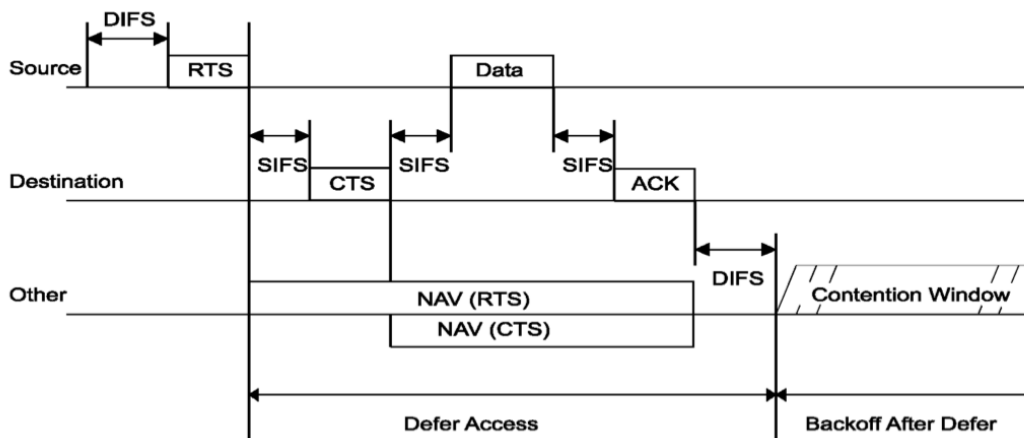 DIFS
Source
RTS
Data
SIFS
SIFS
SIFS
Destination
CTS
ACK
DIFS
Other
NAV (RTS)
Contention Window
NAV (CTS)
Defer Access
Backoff After Defer